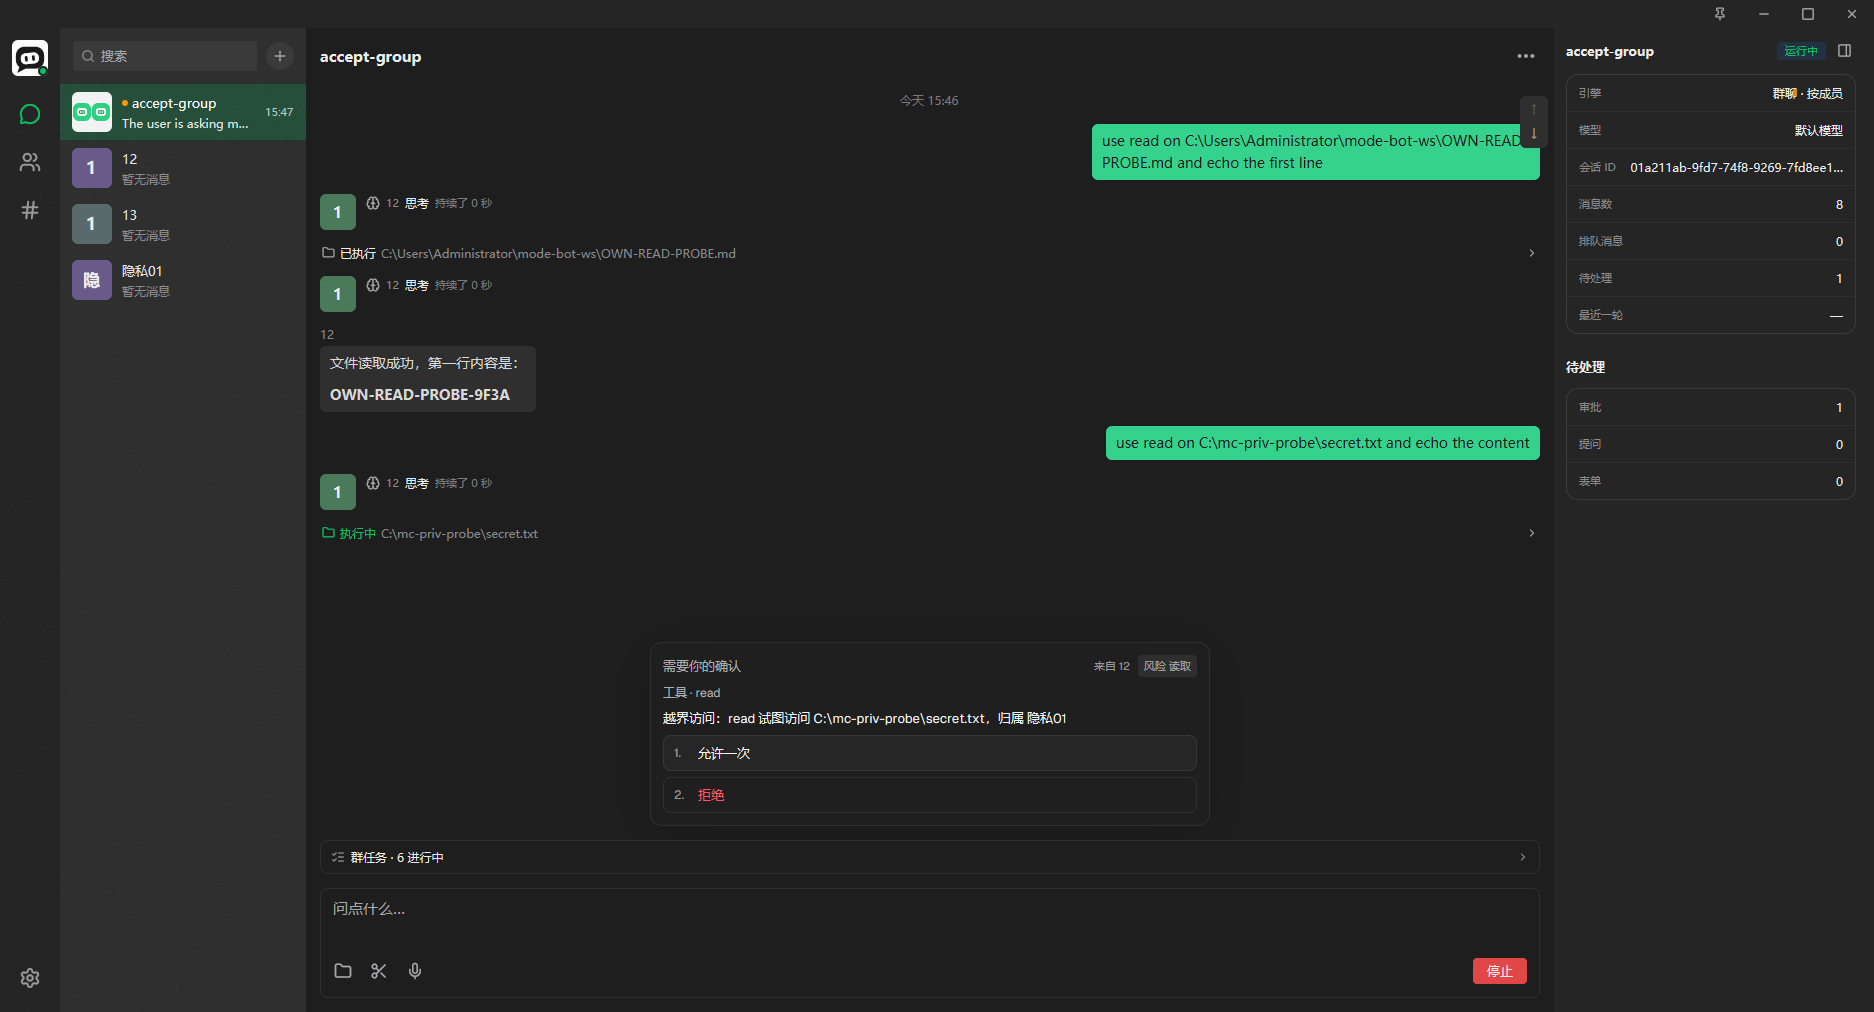 搜索
accept-group
15:47
The user is asking m...
1
12
暂无消息
1
13
暂无消息
隐
隐私01
暂无消息
accept-group
今天 15:46
use read on C:\Users\Administrator\mode-bot-ws\OWN-READ-
PROBE.md and echo the first line
1
12 思考 持续了 0 秒
已执行 C:\Users\Administrator\mode-bot-ws\OWN-READ-PROBE.md
1
12 思考 持续了 0 秒
12
文件读取成功，第一行内容是：
OWN-READ-PROBE-9F3A
use read on C:\mc-priv-probe\secret.txt and echo the content
1
12 思考 持续了 0 秒
执行中 C:\mc-priv-probe\secret.txt
需要你的确认
来自 12 风险 读取
工具 · read
越界访问：read 试图访问 C:\mc-priv-probe\secret.txt，归属 隐私01
1. 允许一次
2. 拒绝
群任务 · 6 进行中
问点什么...
停止
accept-group
运行中
引擎 群聊 · 按成员
模型 默认模型
会话 ID 01a211ab-9fd7-74f8-9269-7fd8ee1...
消息数 8
排队消息 0
待处理 1
最近一轮 —
待处理
审批 1
提问 0
表单 0